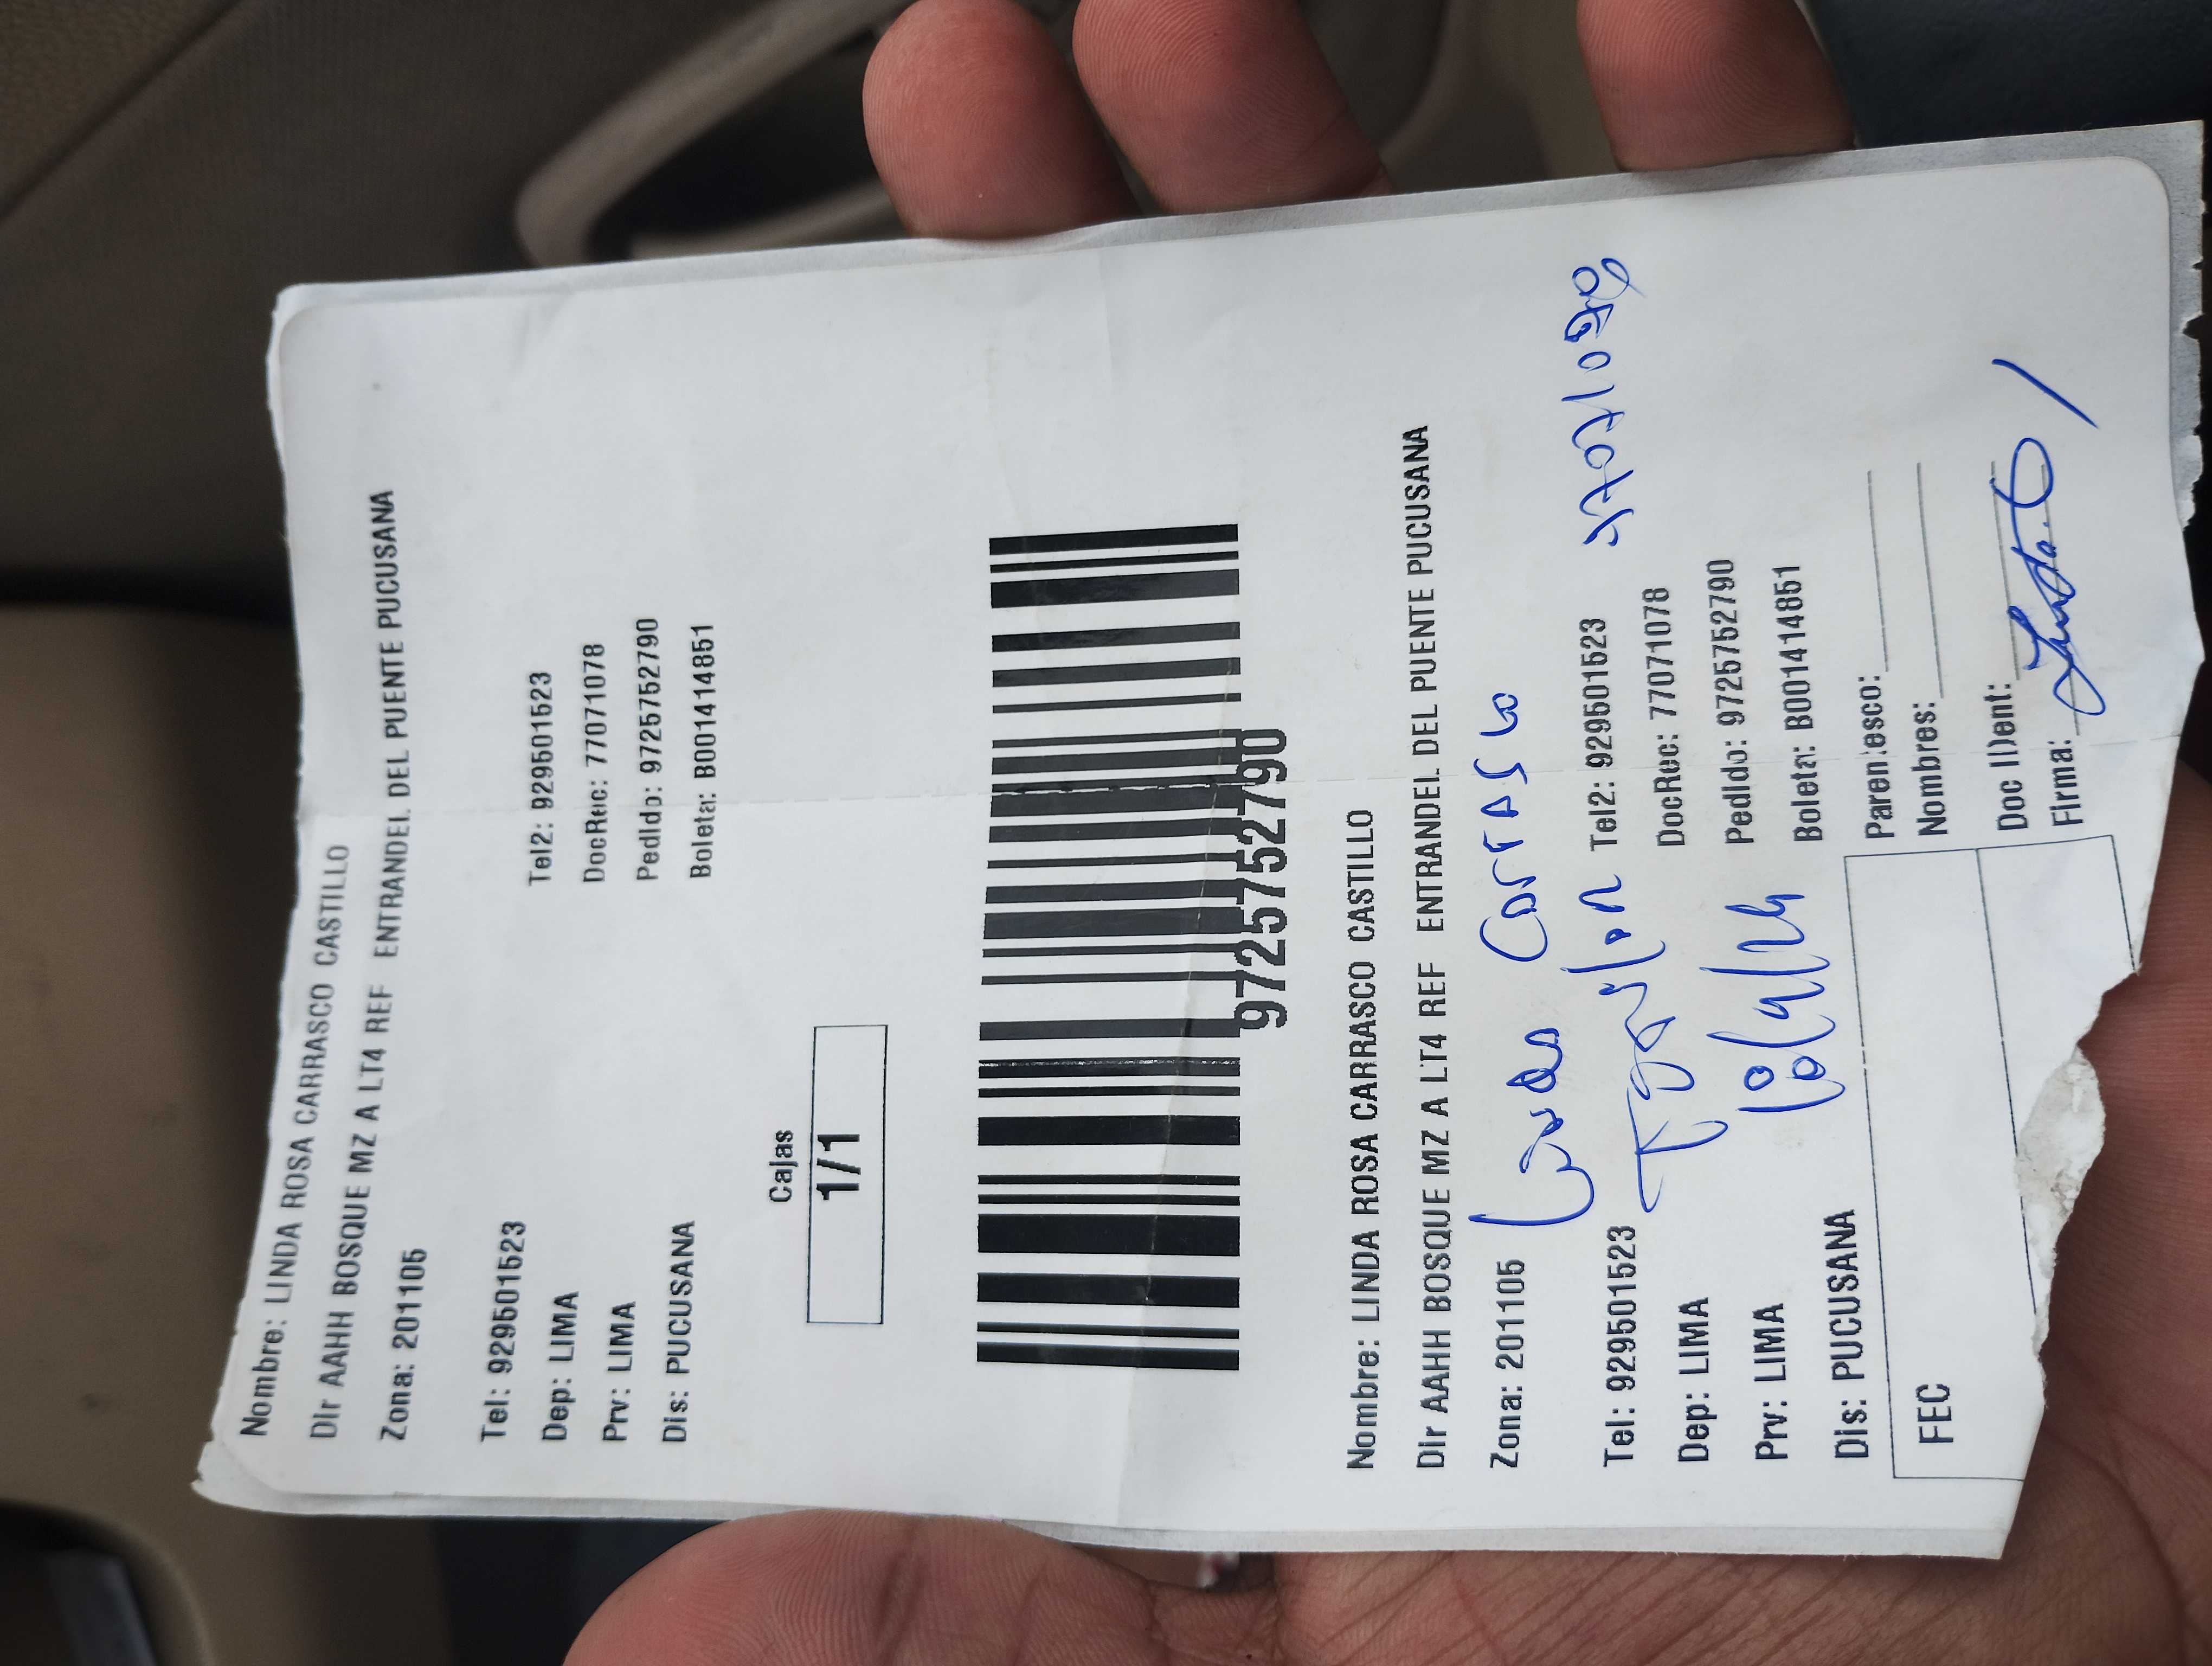 Nombre: LINDA ROSA CARRASCO CASTILLO
Dir AAHH BOSQUE MZ A LT4 REF ENTRANDEL DEL PUENTE PUCUSANA
Zona: 201105
Tel: 929501523 Tel2: 929501523
Dep: LIMA DocRec: 77071078
Prv: LIMA Pedido: 9725752790
Dis: PUCUSANA Boleta: B001414851
Cajas
1/1
9725752790
Nombre: LINDA ROSA CARRASCO CASTILLO
Dir AAHH BOSQUE MZ A LT4 REF ENTRANDEL DEL PUENTE PUCUSANA
Zona: 201105
Carrasco
Tel: 929501523 Tel2: 929501523
Dep: LIMA DocRec: 77071078
Prv: LIMA Pedido: 9725752790
Dis: PUCUSANA Boleta: B001414851
FEC
Parentesco:
Nombres:
Doc Ident:
Firma: Linda.C